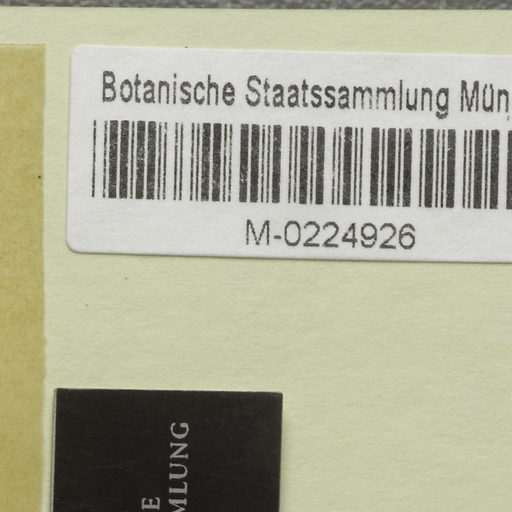 Botanische Staatssammlung Mün
M-0224926
E
MLUNG